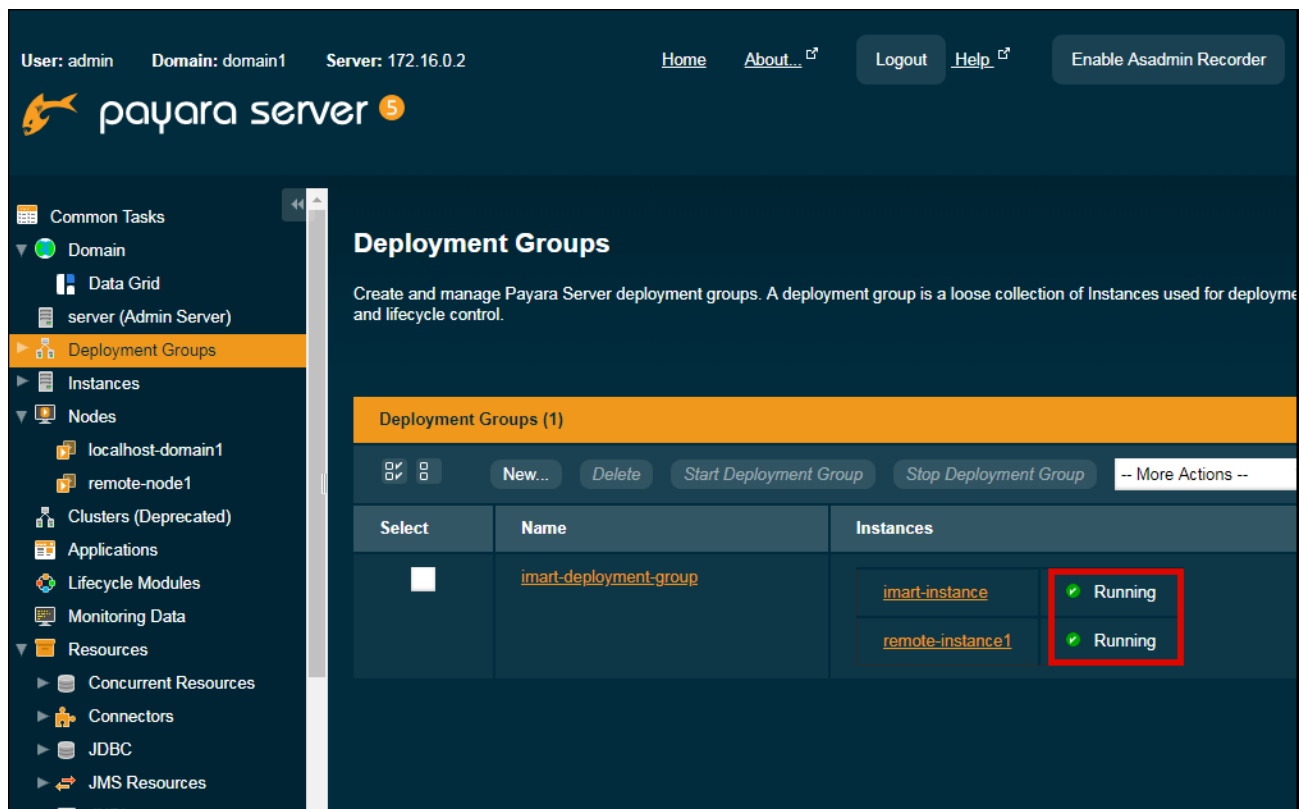 User: admin Domain: domain1 Server: 172.16.0.2 Home About... Logout Help Enable Asadmin Recorder
payara server 5
Common Tasks
Domain
Data Grid
server (Admin Server)
Deployment Groups
Instances
Nodes
localhost-domain1
remote-node1
Clusters (Deprecated)
Applications
Lifecycle Modules
Monitoring Data
Resources
Concurrent Resources
Connectors
JDBC
JMS Resources
Deployment Groups
Create and manage Payara Server deployment groups. A deployment group is a loose collection of Instances used for deployme
and lifecycle control.
Deployment Groups (1)
New... Delete Start Deployment Group Stop Deployment Group -- More Actions --
Select Name Instances
imart-deployment-group imart-instance Running
remote-instance1 Running